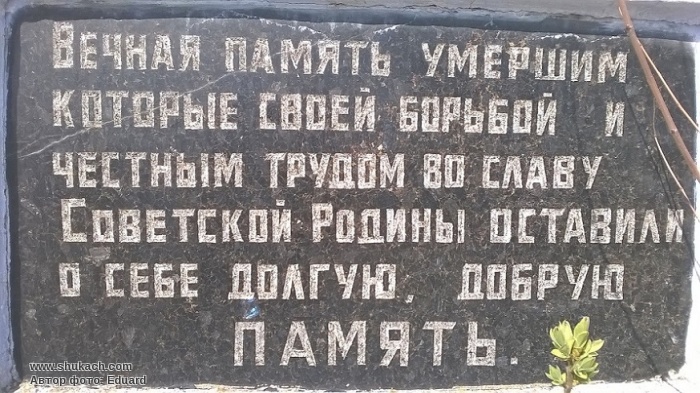 Вечная память умершим
которые своей борьбой и
честным трудом во славу
Советской Родины оставили
о себе долгую, добрую
память.
www.shukach.com
Автор фото: Eduard